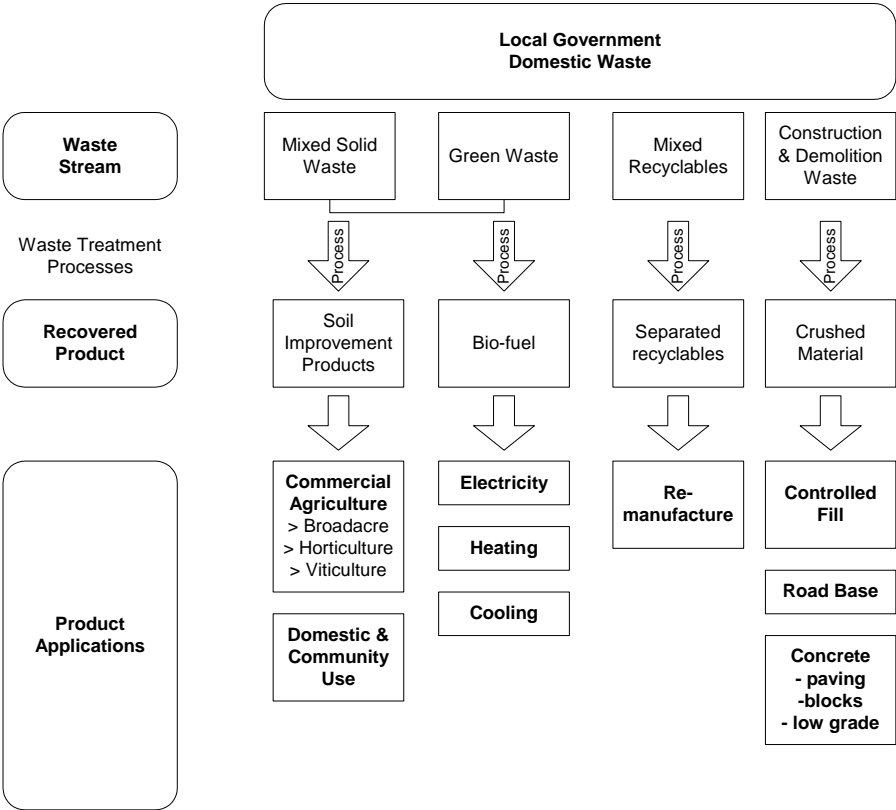 Local Government
Domestic Waste
Waste
Stream
Mixed Solid
Waste
Green Waste
Mixed
Recyclables
Construction
& Demolition
Waste
Waste Treatment
Processes
Process
Process
Process
Process
Recovered
Product
Soil
Improvement
Products
Bio-fuel
Separated
recyclables
Crushed
Material
Product
Applications
Commercial
Agriculture
> Broadacre
> Horticulture
> Viticulture
Domestic &
Community
Use
Electricity
Heating
Cooling
Re-
manufacture
Controlled
Fill
Road Base
Concrete
- paving
-blocks
- low grade